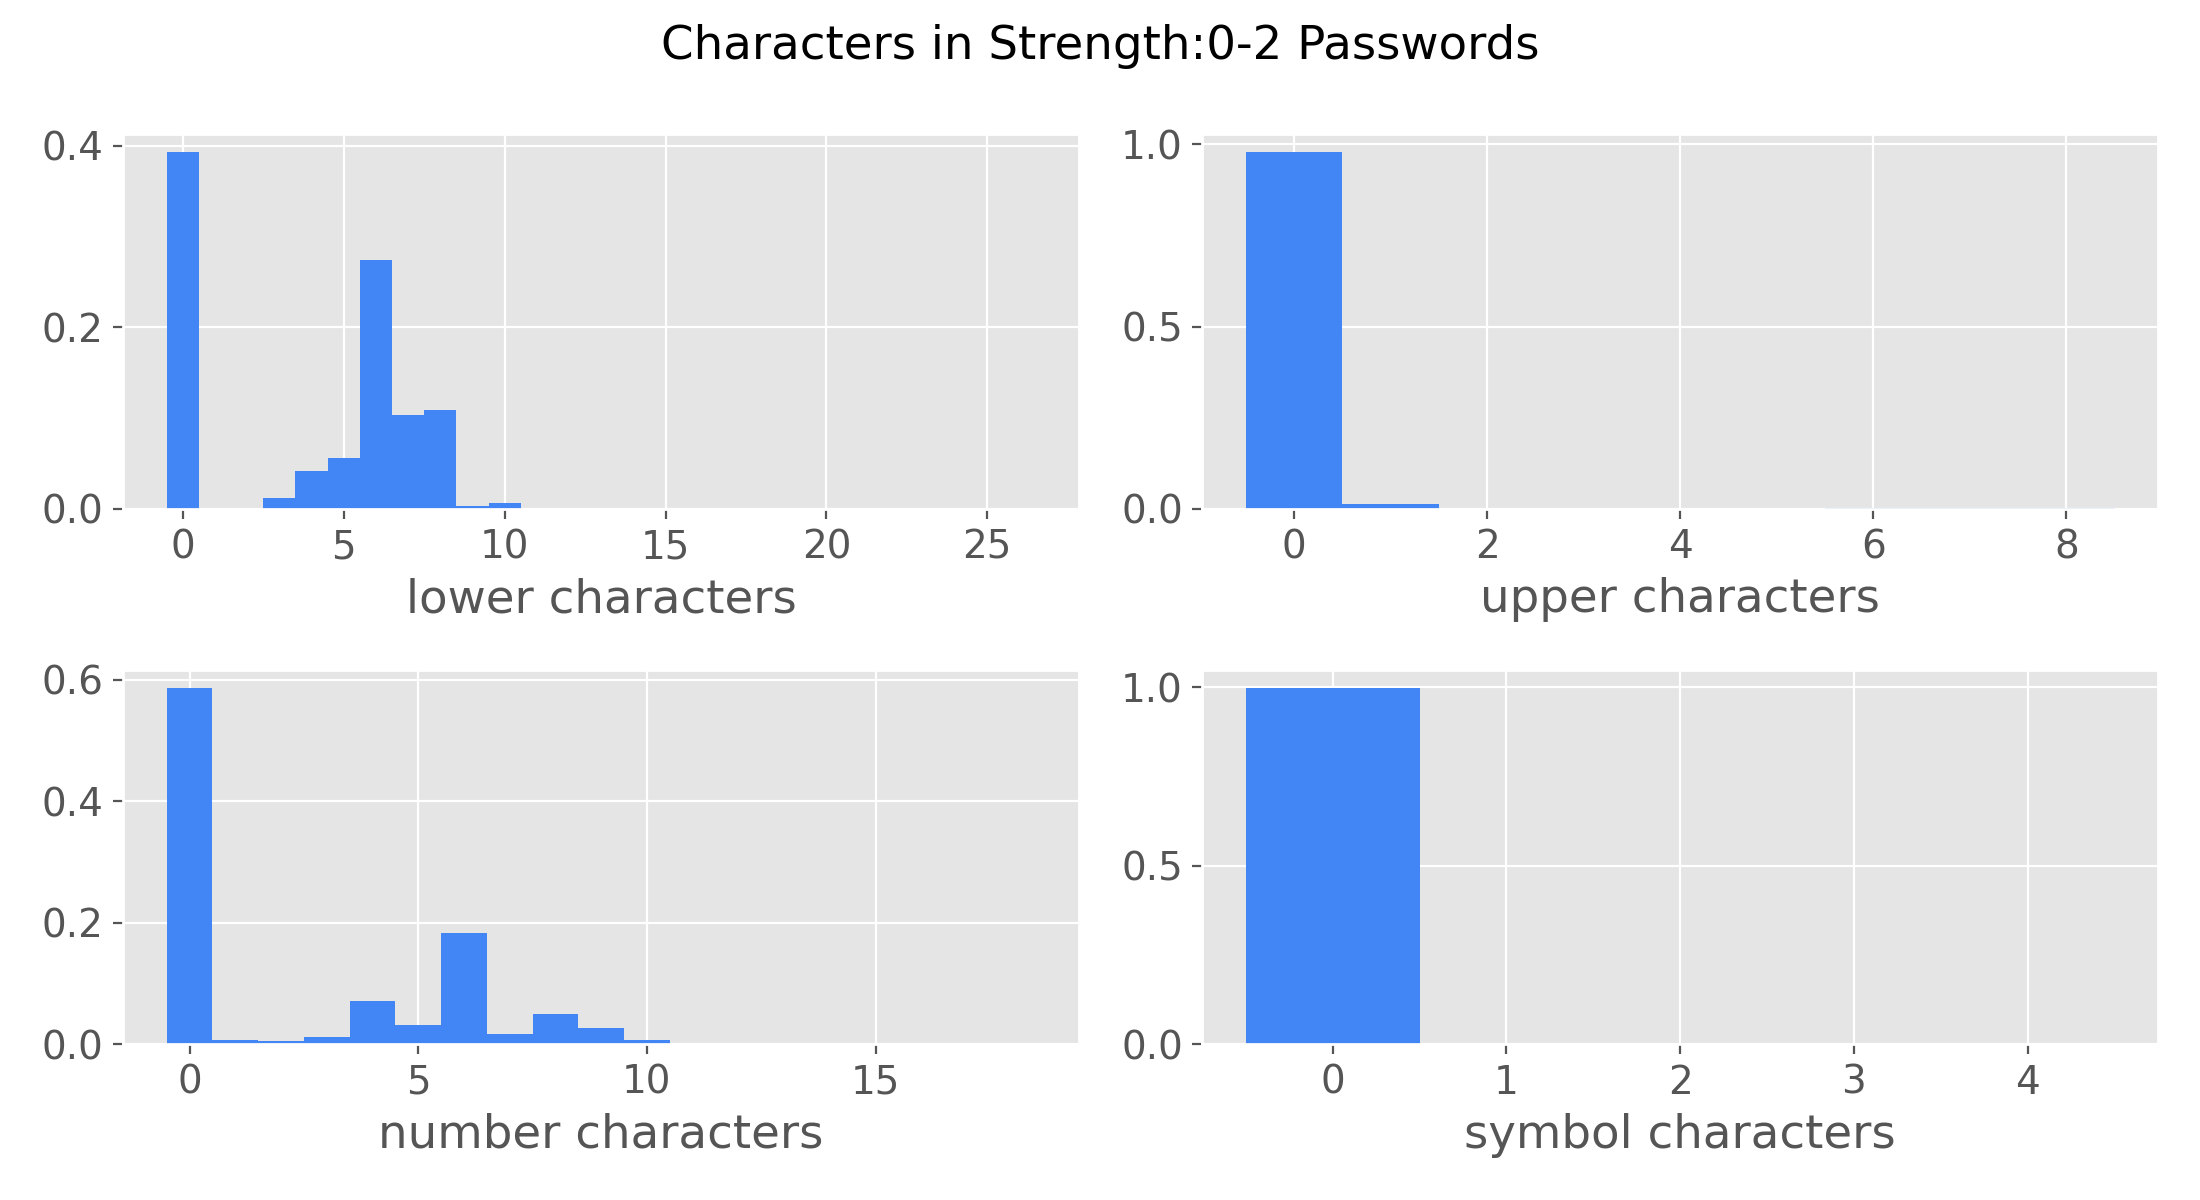 Characters in Strength:0-2 Passwords
0.4
0.2
0.0
0 5 10 15 20 25
lower characters
1.0
0.5
0.0
0 2 4 6 8
upper characters
0.6
0.4
0.2
0.0
0 5 10 15
number characters
1.0
0.5
0.0
0 1 2 3 4
symbol characters